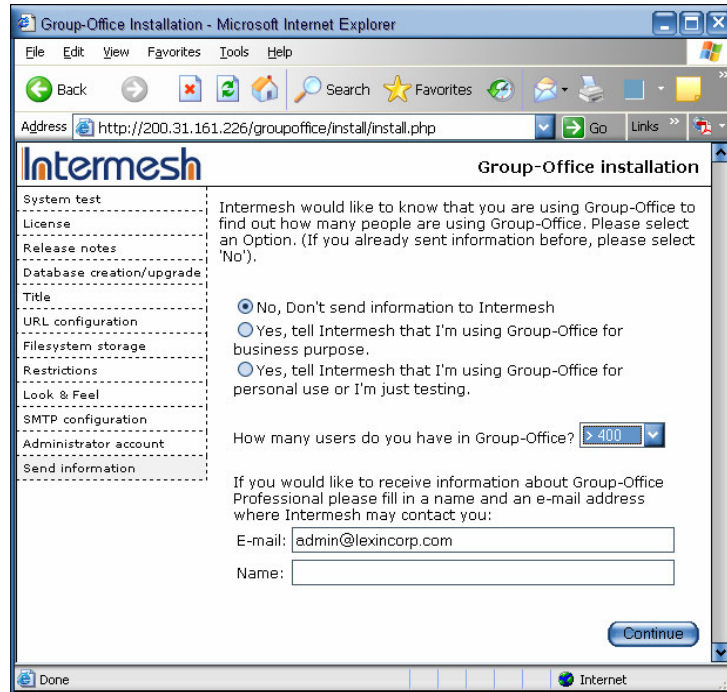 Group-Office Installation - Microsoft Internet Explorer
File Edit View Favorites Tools Help
Back Search Favorites
Address http://200.31.161.226/groupoffice/install/install.php Go Links
Intermesh
Group-Office installation
System test
License
Release notes
Database creation/upgrade
Title
URL configuration
Filesystem storage
Restrictions
Look & Feel
SMTP configuration
Administrator account
Send information
Intermesh would like to know that you are using Group-Office to
find out how many people are using Group-Office. Please select
an Option. (If you already sent information before, please select
'No').
No, Don't send information to Intermesh
Yes, tell Intermesh that I'm using Group-Office for
business purpose.
Yes, tell Intermesh that I'm using Group-Office for
personal use or I'm just testing.
How many users do you have in Group-Office? > 400
If you would like to receive information about Group-Office
Professional please fill in a name and an e-mail address
where Intermesh may contact you:
E-mail: admin@lexincorp.com
Name:
Continue
Done Internet